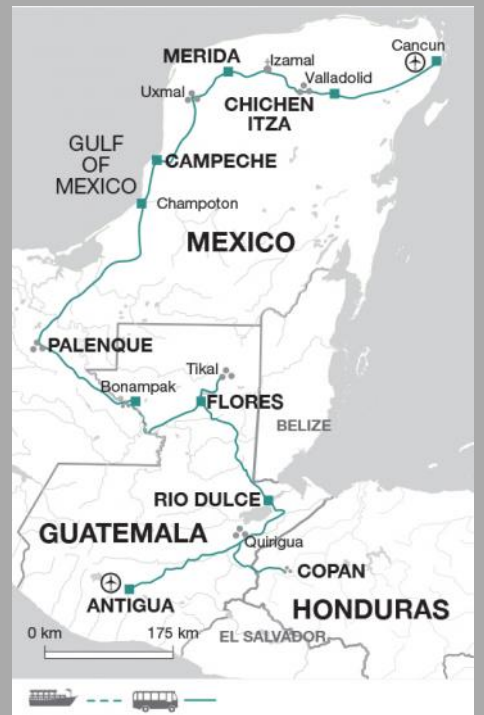 Cancun
MERIDA
Izamal
Valladolid
Uxmal
CHICHEN
ITZA
GULF
OF
MEXICO
CAMPECHE
Champoton
MEXICO
PALENQUE
Tikal
Bonampak
FLORES
BELIZE
RIO DULCE
GUATEMALA
Quirigua
COPAN
ANTIGUA
HONDURAS
EL SALVADOR
0 km 175 km